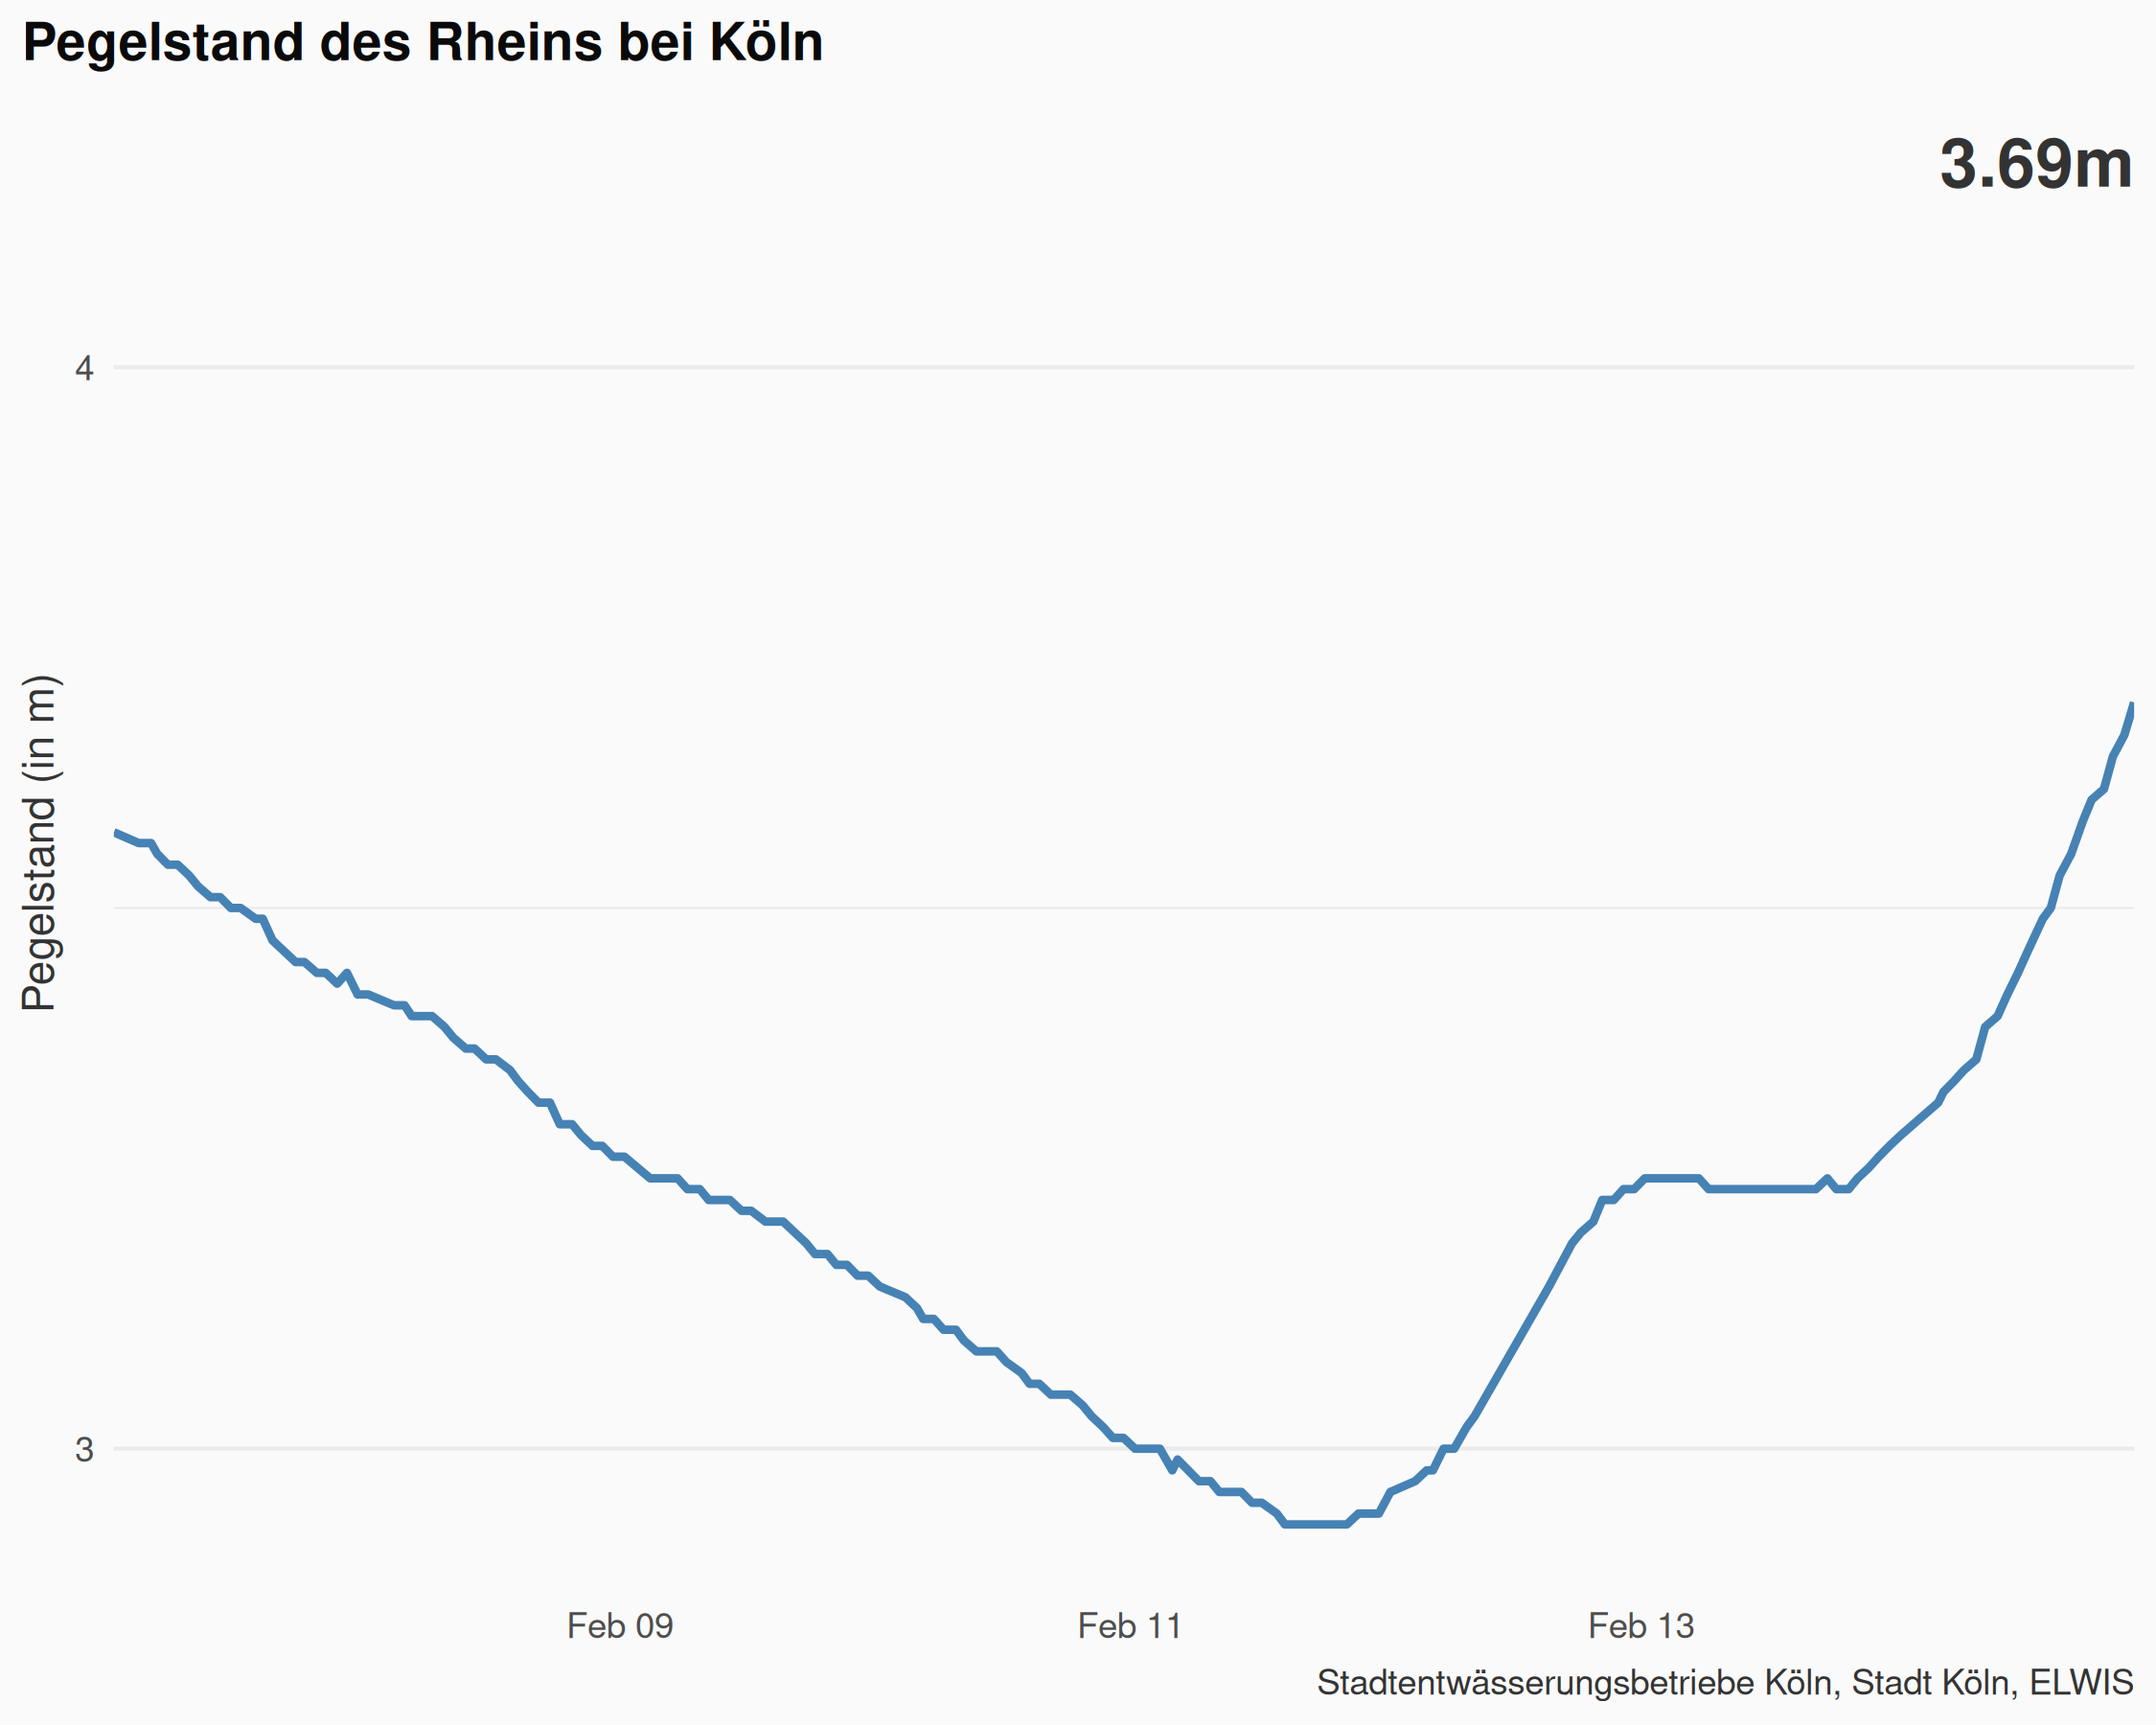 Pegelstand des Rheins bei Köln
3.69m
4
Pegelstand (in m)
3
Feb 09
Feb 11
Feb 13
Stadtentwässerungsbetriebe Köln, Stadt Köln, ELWIS